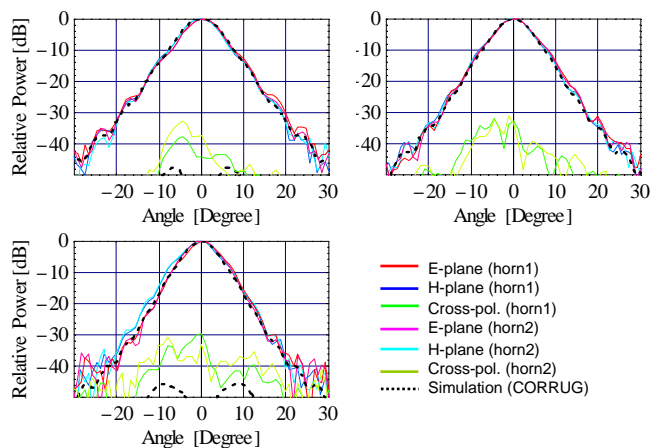 0
−10
−20
−30
−40
Relative Power [dB]
−20 −10 0 10 20 30
Angle [Degree]
0
−10
−20
−30
−40
−30 −20 −10 0 10 20 30
Angle [Degree]
0
−10
−20
−30
−40
Relative Power [dB]
−20 −10 0 10 20 30
Angle [Degree]
E-plane (horn1)
H-plane (horn1)
Cross-pol. (horn1)
E-plane (horn2)
H-plane (horn2)
Cross-pol. (horn2)
Simulation (CORRUG)